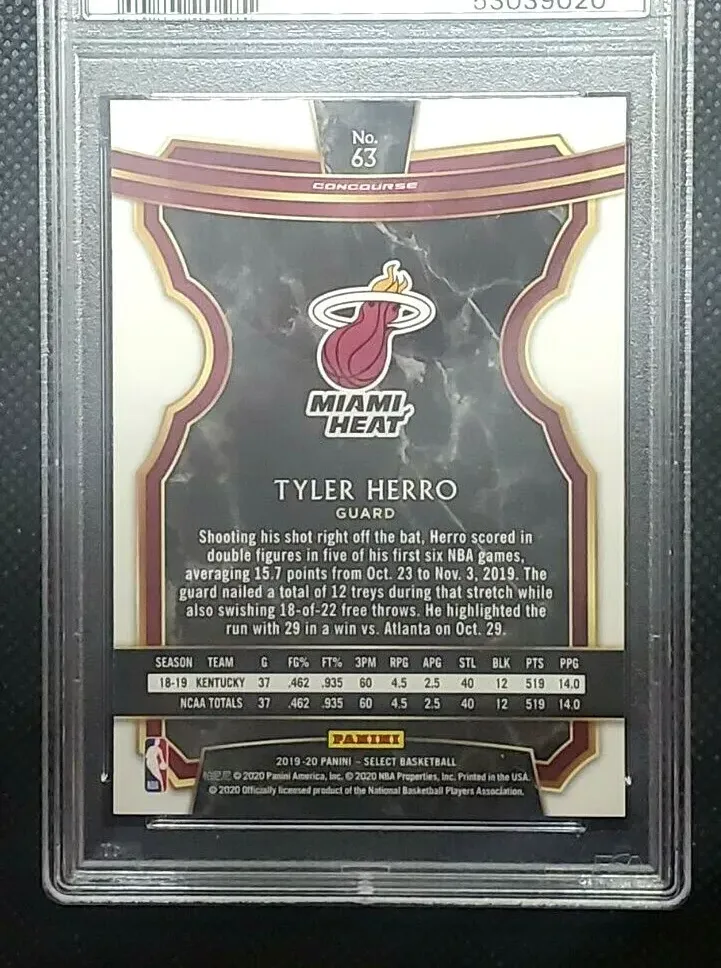 53039020
No.
63
CONCOURSE
MIAMI
HEAT
TYLER HERRO
GUARD
Shooting his shot right off the bat, Herro scored in
double figures in five of his first six NBA games,
averaging 15.7 points from Oct. 23 to Nov. 3, 2019. The
guard nailed a total of 12 treys during that stretch while
also swishing 18-of-22 free throws. He highlighted the
run with 29 in a win vs. Atlanta on Oct. 29.
SEASON TEAM G FG% FT% 3PM RPG APG STL BLK PTS PPG
18-19 KENTUCKY 37 .462 .935 60 4.5 2.5 40 12 519 14.0
NCAA TOTALS 37 .462 .935 60 4.5 2.5 40 12 519 14.0
PANINI
2019-20 PANINI – SELECT BASKETBALL
© 2020 Panini America, Inc. © 2020 NBA Properties, Inc. Printed in the USA.
© 2020 Officially licensed product of the National Basketball Players Association.
PSA